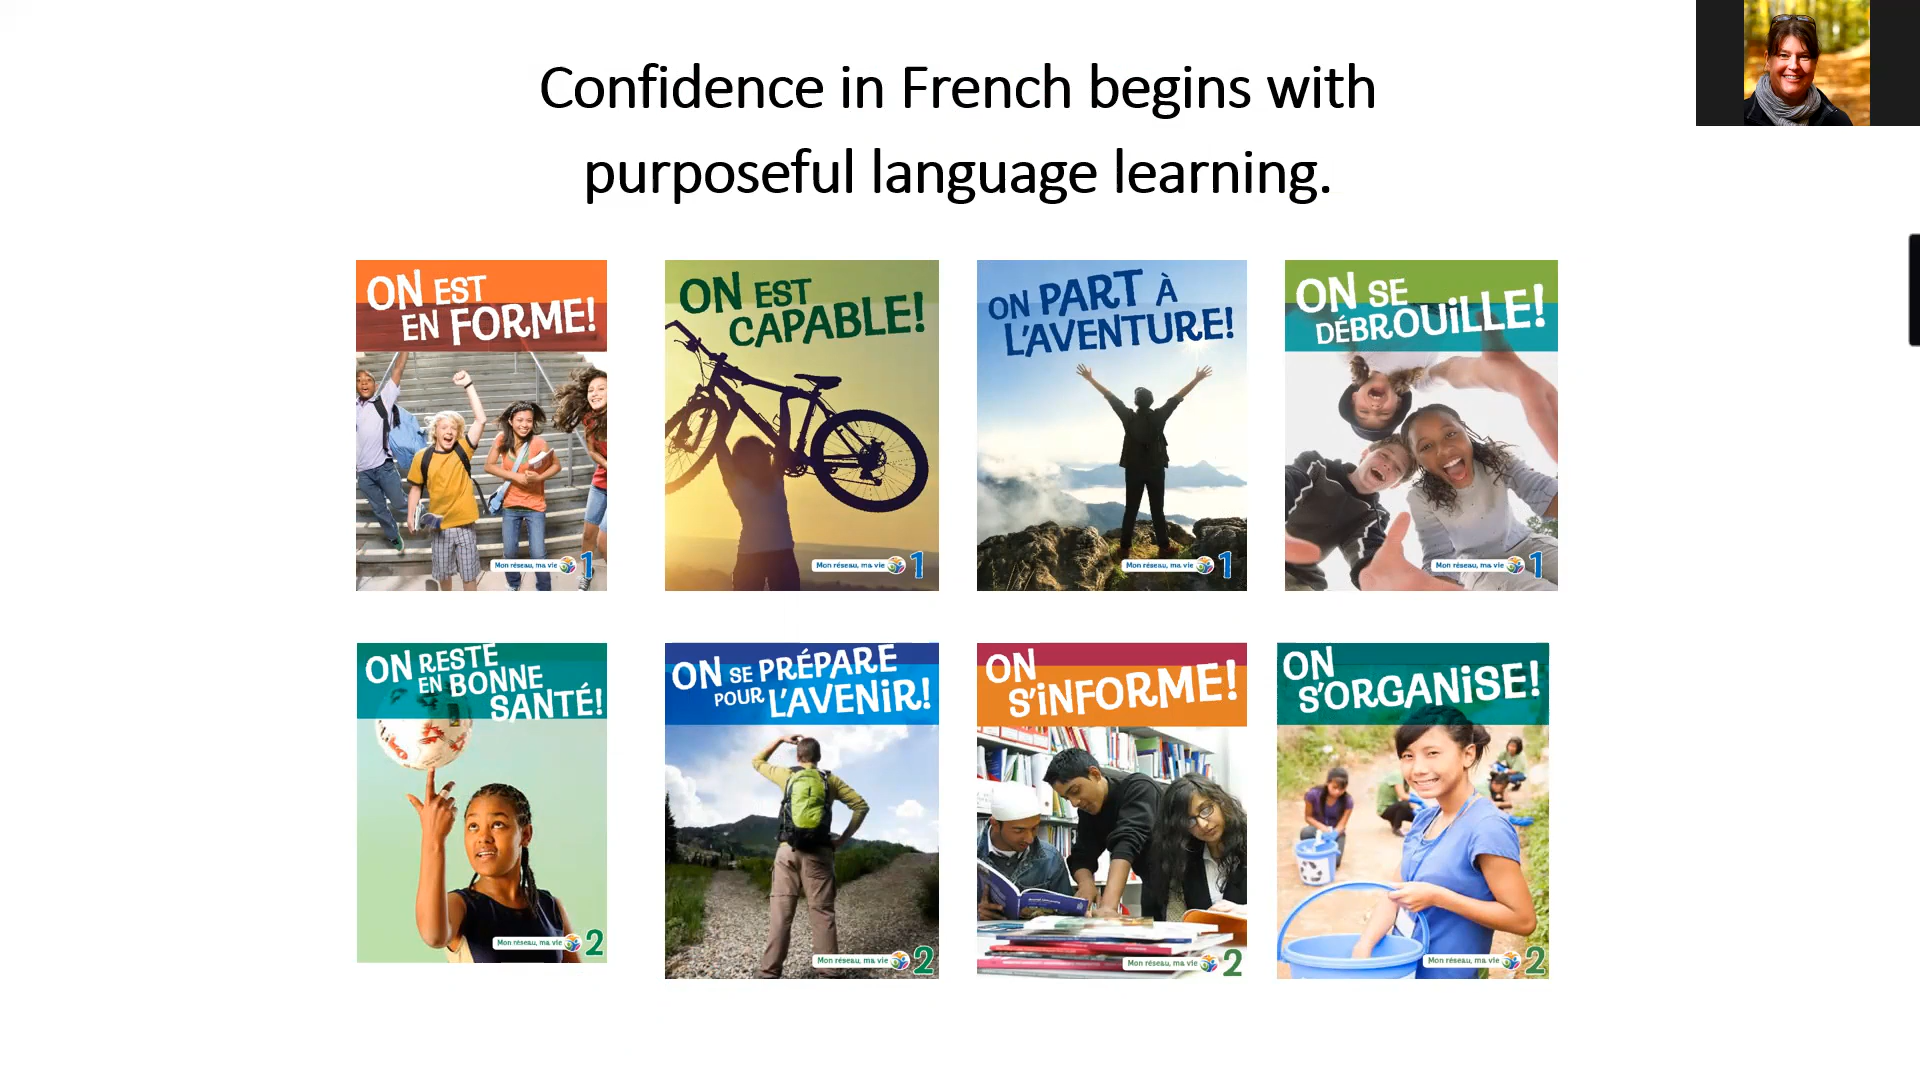 Confidence in French begins with
purposeful language learning.
ON EST
EN FORME!
Mon réseau, ma vie 1
ON EST
CAPABLE!
Mon réseau, ma vie 1
ON PART À
L'AVENTURE!
Mon réseau, ma vie 1
ON SE
DÉBROUiLLE!
Mon réseau, ma vie 1
ON RESTE
EN BONNE
SANTÉ!
Mon réseau, ma vie 2
ON SE PRÉPARE
POUR L'AVENiR!
Mon réseau, ma vie 2
ON
S'iNFORME!
Mon réseau, ma vie 2
ON
S'ORGANiSE!
Mon réseau, ma vie 2